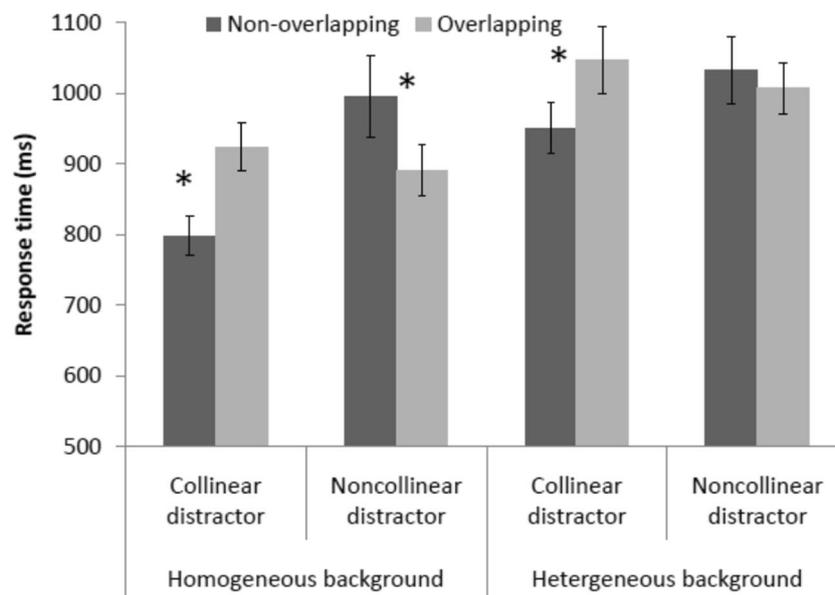 Non-overlapping Overlapping
Response time (ms)
1100
1000
900
800
700
600
500
*
*
*
Collinear distractor
Noncollinear distractor
Collinear distractor
Noncollinear distractor
Homogeneous background
Hetergeneous background